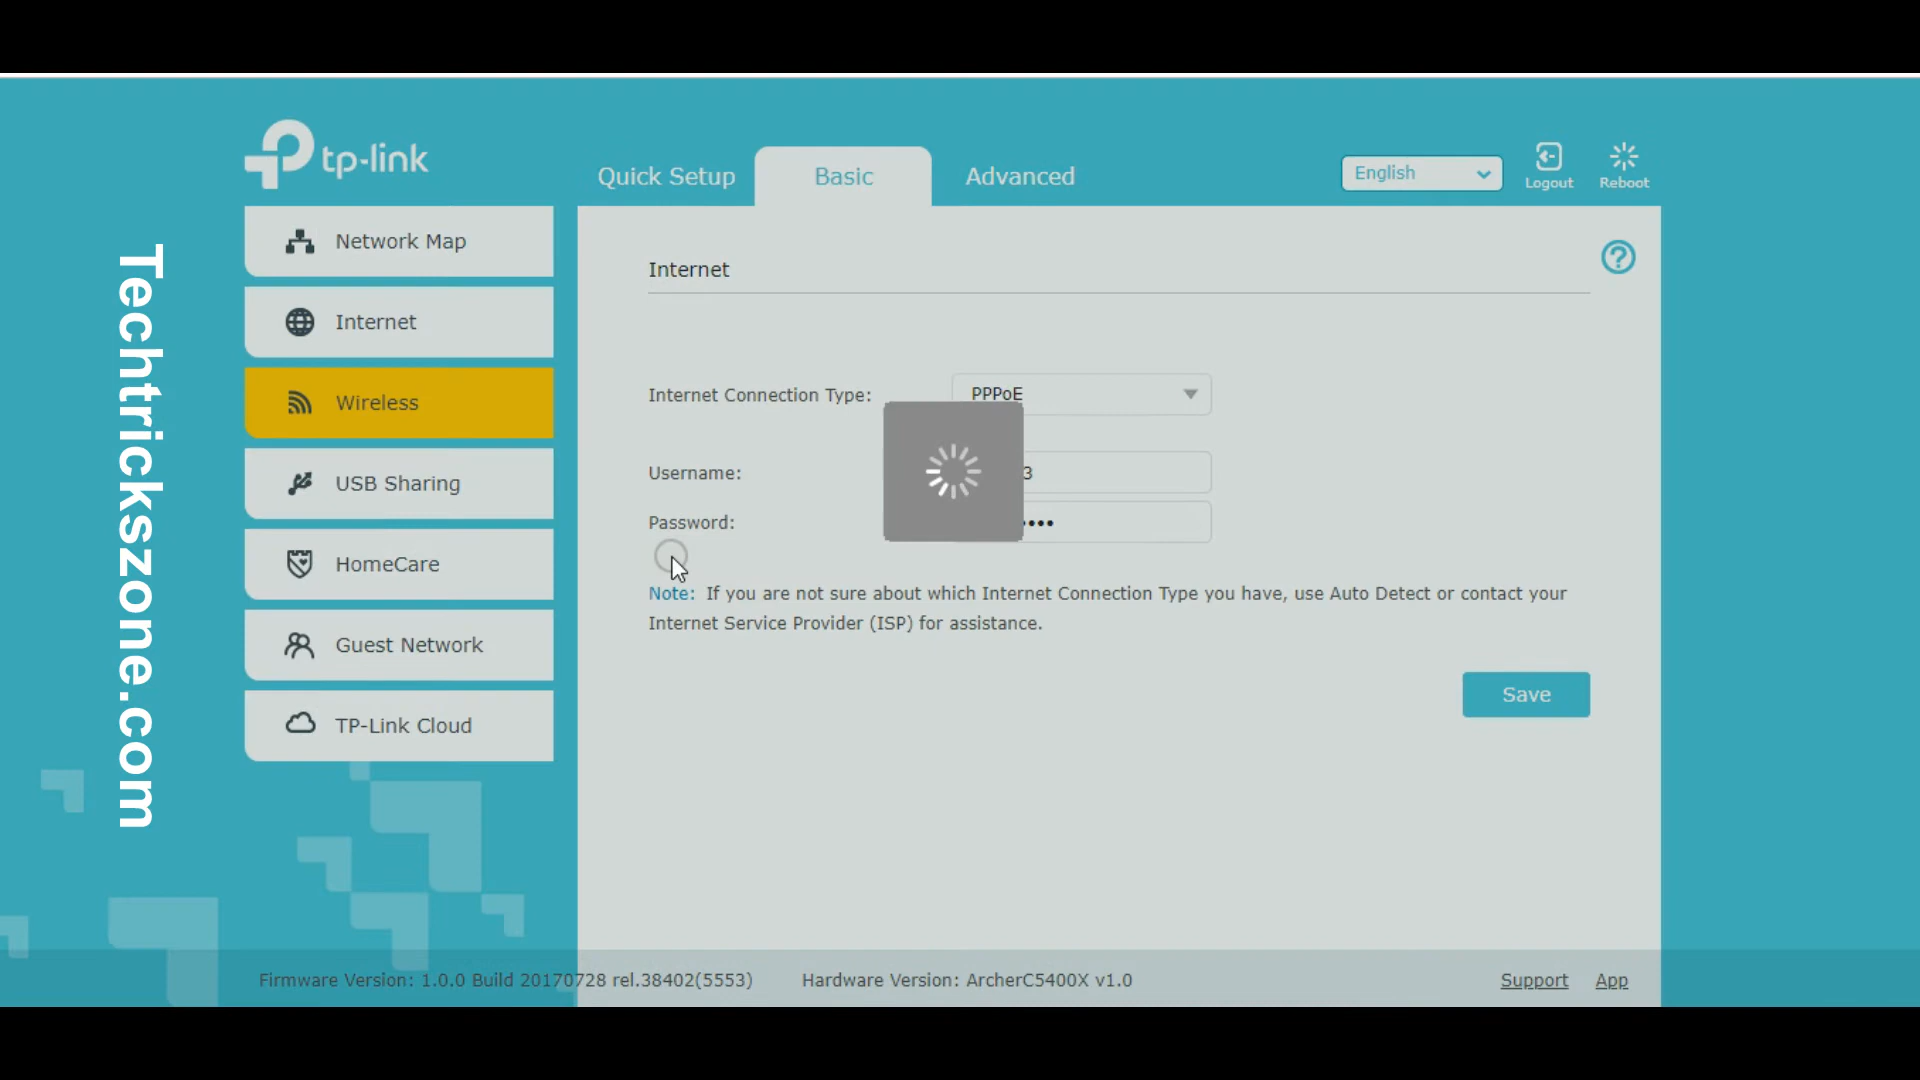 tp-link
Quick Setup
Basic
Advanced
English
Logout
Reboot
Network Map
Internet
Wireless
USB Sharing
HomeCare
Guest Network
TP-Link Cloud
Techtrickszone.com
Internet
Internet Connection Type:
PPPoE
Username:
3
Password:
••••
Note: If you are not sure about which Internet Connection Type you have, use Auto Detect or contact your
Internet Service Provider (ISP) for assistance.
Save
Firmware Version: 1.0.0 Build 20170728 rel.38402(5553)
Hardware Version: ArcherC5400X v1.0
Support
App